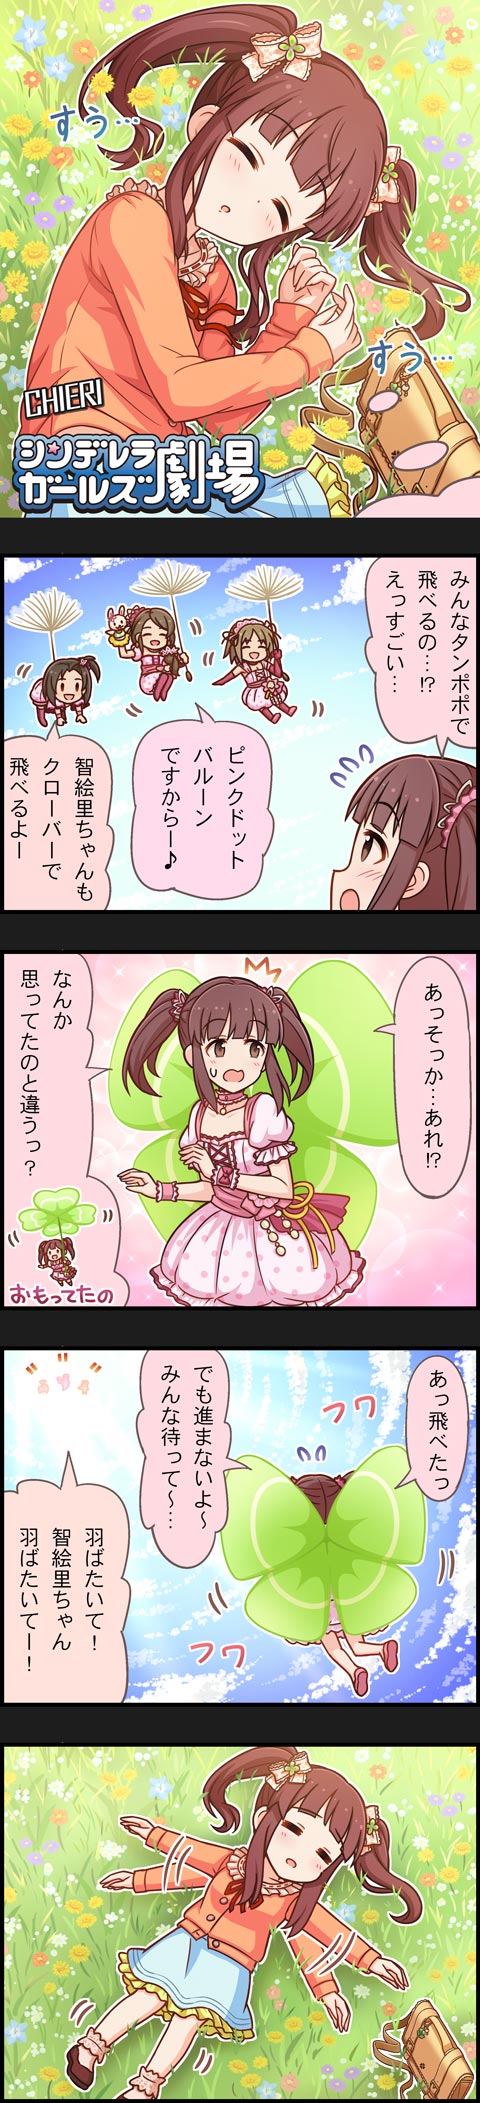 すぅ…
すぅ…
CHIERI
シンデレラ
ガールズ劇場
みんなタンポポで
飛べるの…!?
えっすごい…
ピンクドット
バルーン
ですからー♪
智絵里ちゃんも
クローバーで
飛べるよー
あっそっか…あれ!?
なんか
思ってたのと違うっ?
おもってたの
あっ飛べたっ
フワ
でも進まないよ～
みんな待って～…
フワ
羽ばたいて！
智絵里ちゃん
羽ばたいてー！